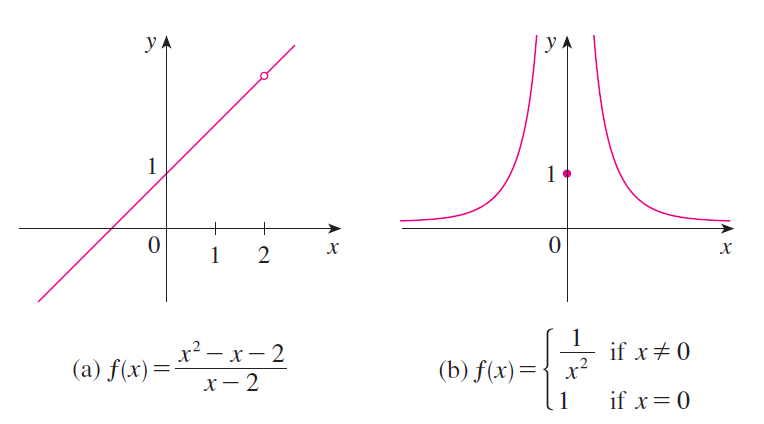 y
1
0
1 2
x
(a) f(x) = x² – x – 2 / x – 2
y
1
0
x
(b) f(x) = { 1 / x² if x ≠ 0
1 if x = 0